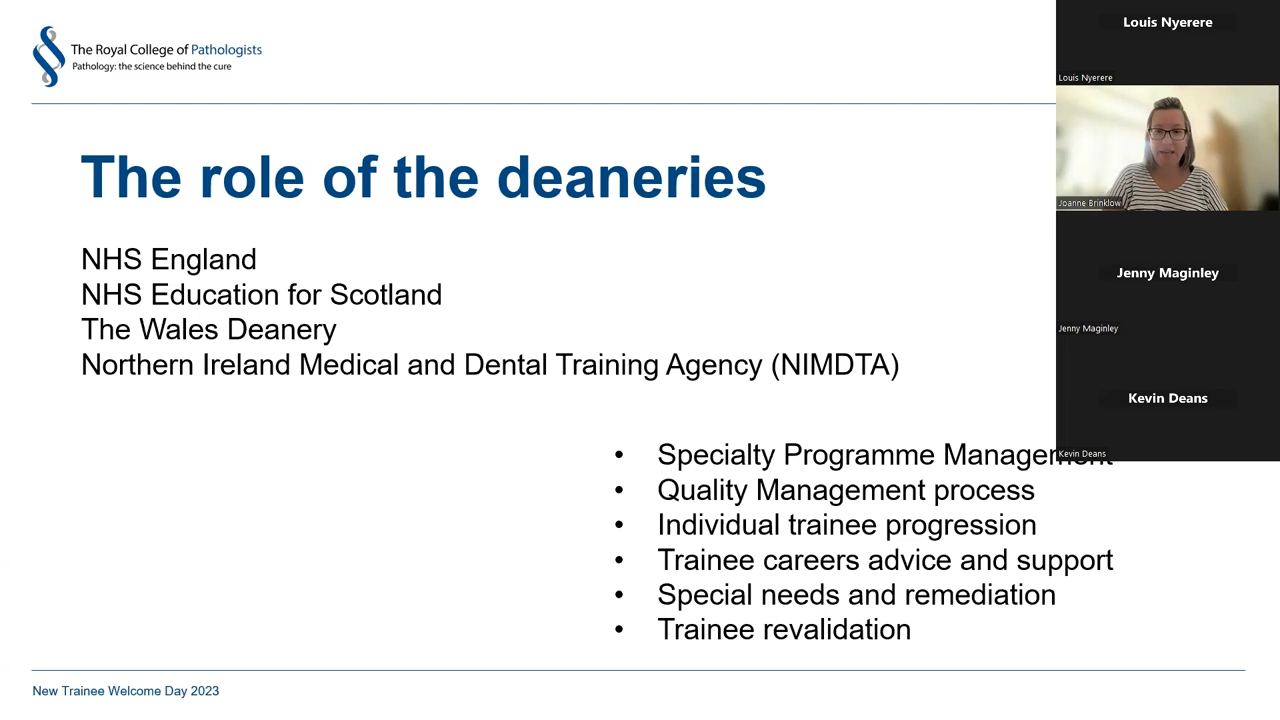 The Royal College of Pathologists
Pathology: the science behind the cure
The role of the deaneries
NHS England
NHS Education for Scotland
The Wales Deanery
Northern Ireland Medical and Dental Training Agency (NIMDTA)
• Specialty Programme Management
• Quality Management process
• Individual trainee progression
• Trainee careers advice and support
• Special needs and remediation
• Trainee revalidation
New Trainee Welcome Day 2023
Louis Nyerere
Louis Nyerere
Joanne Brinklow
Jenny Maginley
Jenny Maginley
Kevin Deans
Kevin Deans